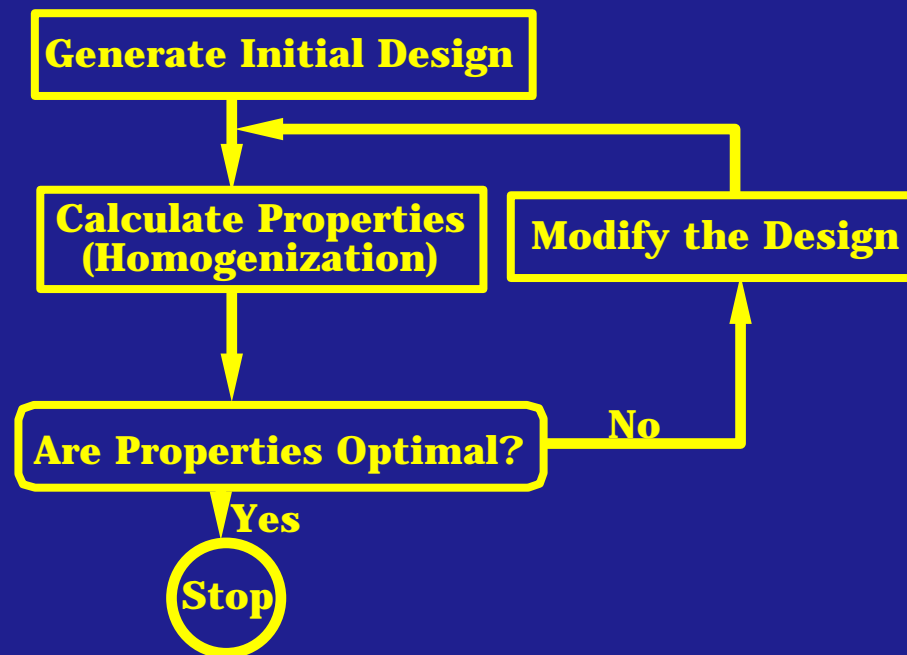 Generate Initial Design
Calculate Properties
(Homogenization)
Modify the Design
Are Properties Optimal?
No
Yes
Stop